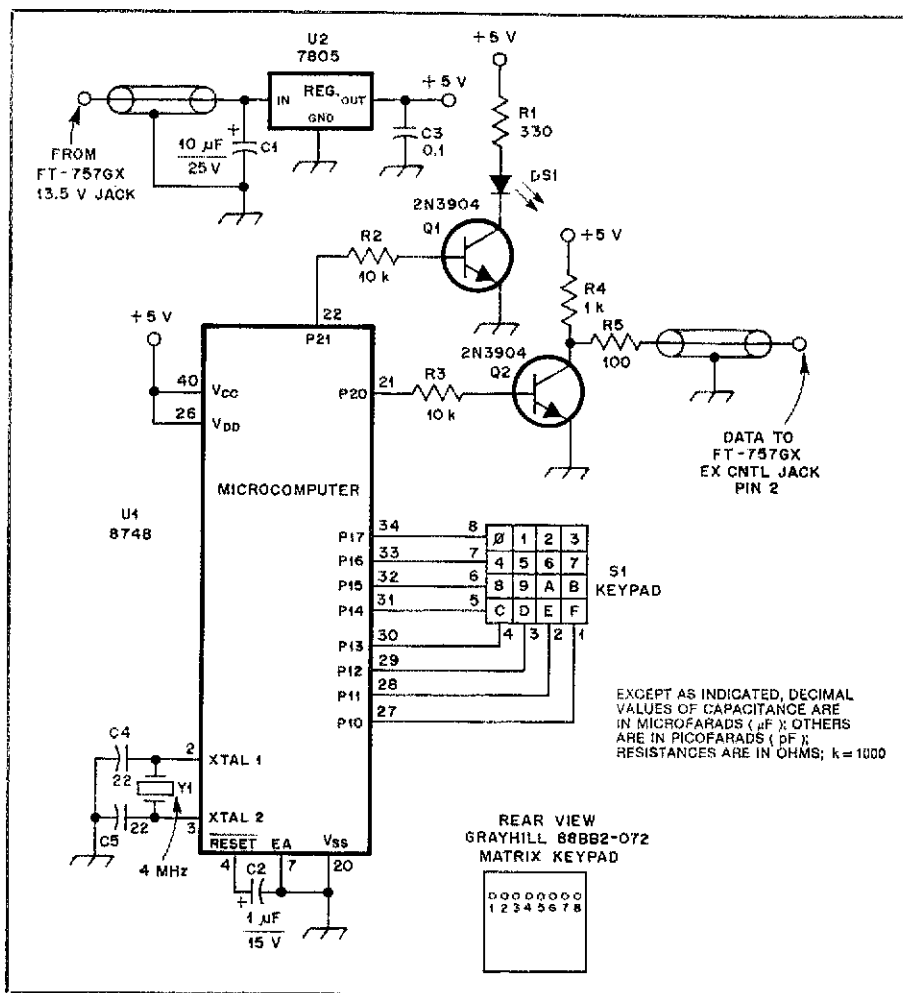 U2
7805
+5 V
IN
REG.
OUT
GND
+5 V
FROM
FT-757GX
13.5 V JACK
10 µF
25 V
C1
C3
0.1
R1
330
DS1
2N3904
Q1
R2
10 k
+5 V
R4
1 k
R5
100
22
P21
+5 V
40
VCC
26
VDD
P20
21
R3
10 k
2N3904
Q2
DATA TO
FT-757GX
EX CNTL JACK
PIN 2
MICROCOMPUTER
U1
8748
P17
34
8
Ø 1 2 3
P16
33
7
4 5 6 7
P15
32
6
8 9 A B
P14
31
5
C D E F
S1
KEYPAD
P13
30
4 3 2 1
P12
29
P11
28
P10
27
EXCEPT AS INDICATED, DECIMAL
VALUES OF CAPACITANCE ARE
IN MICROFARADS (µF); OTHERS
ARE IN PICOFARADS (pF);
RESISTANCES ARE IN OHMS; k=1000
C4
22
2
XTAL 1
Y1
C5
22
3
XTAL 2
4 MHz
RESET
EA
VSS
4
7
20
C2
1 µF
15 V
REAR VIEW
GRAYHILL 88BB2-072
MATRIX KEYPAD
1 2 3 4 5 6 7 8